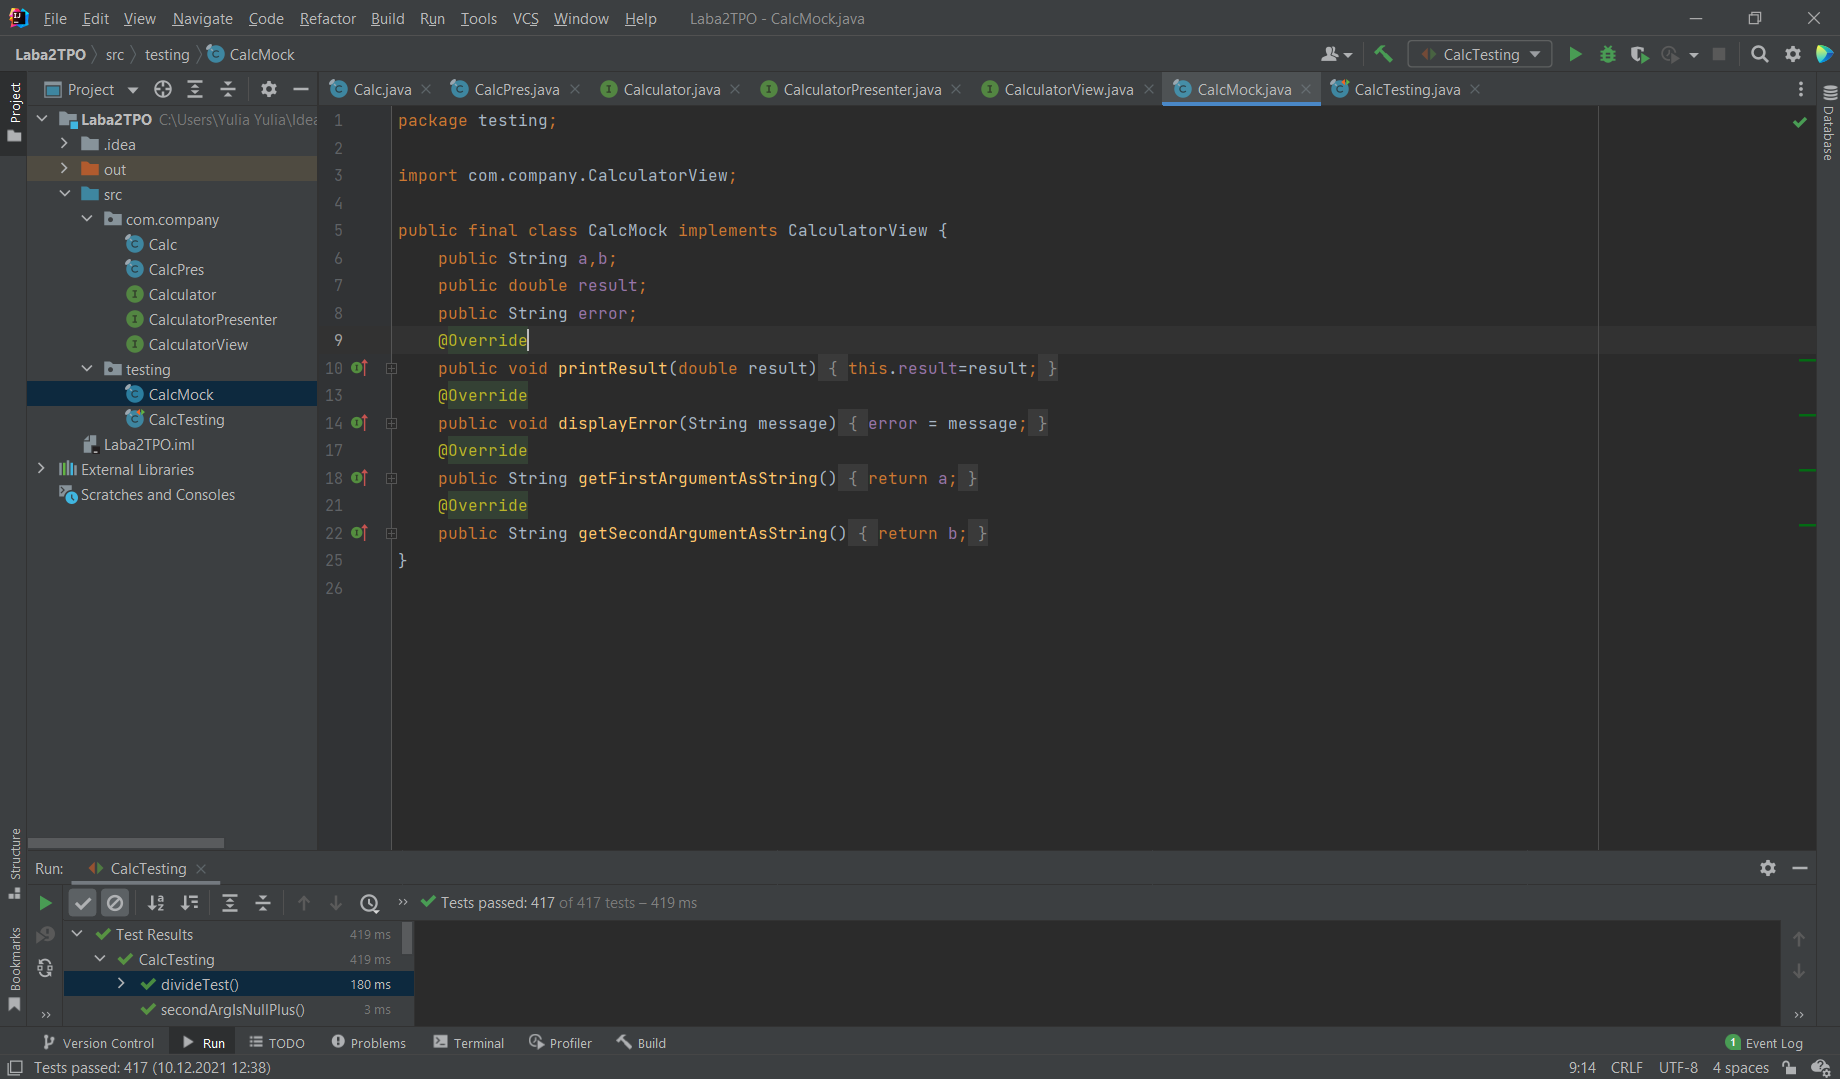 File Edit View Navigate Code Refactor Build Run Tools VCS Window Help Laba2TPO - CalcMock.java
Laba2TPO src testing CalcMock
CalcTesting
Project
Project
Calc.java
CalcPres.java
Calculator.java
CalculatorPresenter.java
CalculatorView.java
CalcMock.java
CalcTesting.java
Database
Laba2TPO C:\Users\Yulia Yulia\Idea
.idea
out
src
com.company
Calc
CalcPres
Calculator
CalculatorPresenter
CalculatorView
testing
CalcMock
CalcTesting
Laba2TPO.iml
External Libraries
Scratches and Consoles
1 package testing;
2
3 import com.company.CalculatorView;
4
5 public final class CalcMock implements CalculatorView {
6 public String a,b;
7 public double result;
8 public String error;
9 @Override
10 public void printResult(double result) { this.result=result; }
13 @Override
14 public void displayError(String message) { error = message; }
17 @Override
18 public String getFirstArgumentAsString() { return a; }
21 @Override
22 public String getSecondArgumentAsString() { return b; }
25 }
26
Structure
Bookmarks
Run: CalcTesting
Tests passed: 417 of 417 tests – 419 ms
Test Results 419 ms
CalcTesting 419 ms
divideTest() 180 ms
secondArgIsNullPlus() 3 ms
Version Control Run TODO Problems Terminal Profiler Build 1 Event Log
Tests passed: 417 (10.12.2021 12:38) 9:14 CRLF UTF-8 4 spaces